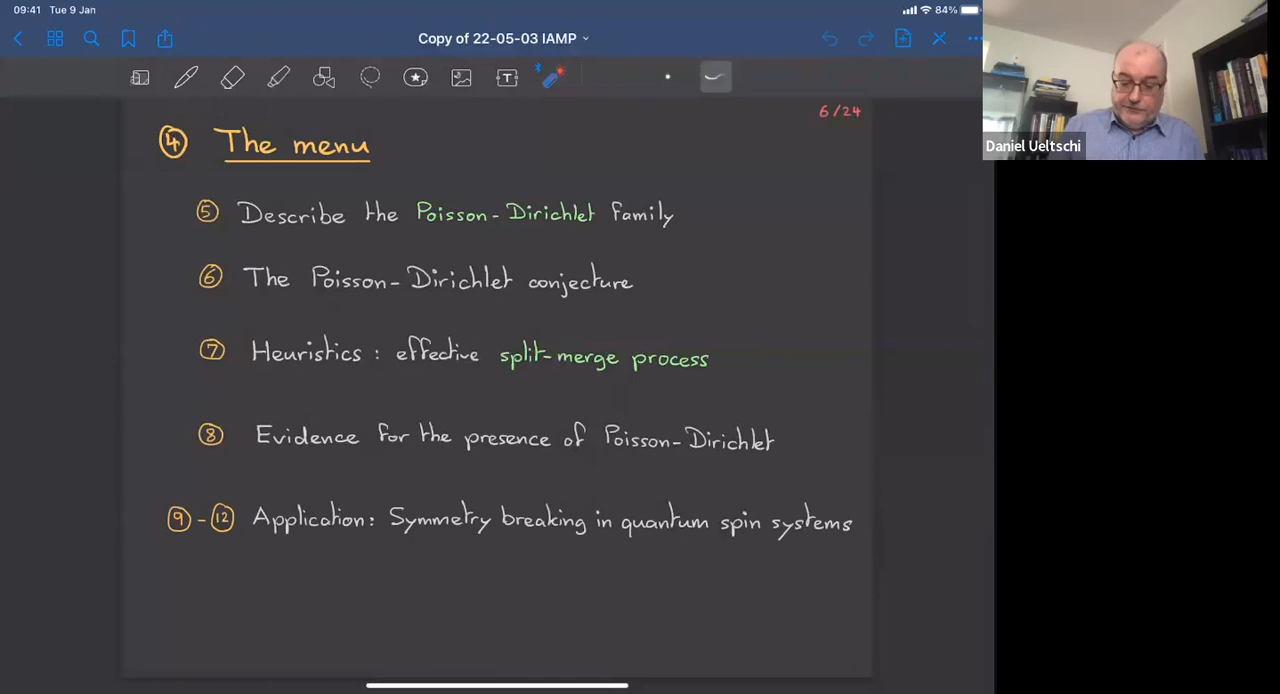 09:41 Tue 9 Jan
84%
Copy of 22-05-03 IAMP
6/24
④ The menu
⑤ Describe the Poisson-Dirichlet family
⑥ The Poisson-Dirichlet conjecture
⑦ Heuristics: effective split-merge process
⑧ Evidence for the presence of Poisson-Dirichlet
⑨-⑫ Application: Symmetry breaking in quantum spin systems
Daniel Ueltschi